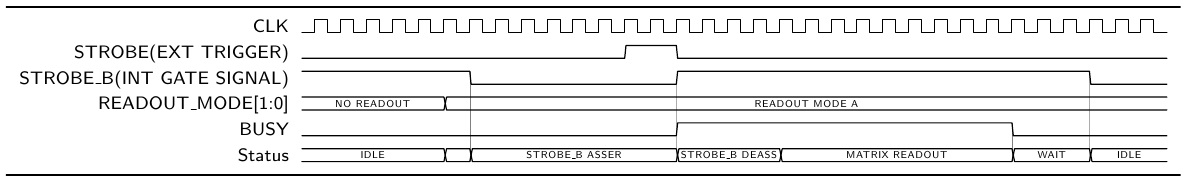 CLK
STROBE(EXT TRIGGER)
STROBE_B(INT GATE SIGNAL)
READOUT_MODE[1:0] NO READOUT READOUT MODE A
BUSY
Status IDLE STROBE_B ASSER STROBE_B DEASS MATRIX READOUT WAIT IDLE